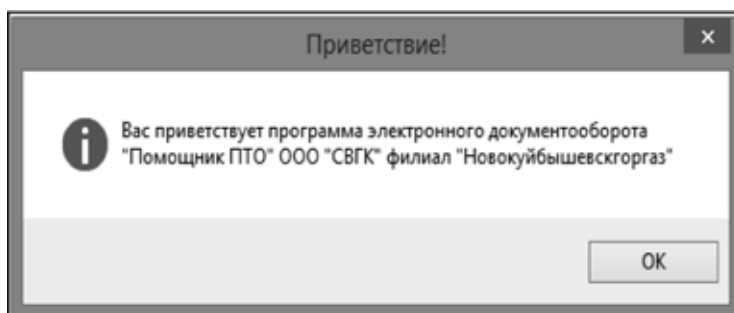 Приветствие!
Вас приветствует программа электронного документооборота
"Помощник ПТО" ООО "СВГК" филиал "Новокуйбышевскгоргаз"
OK